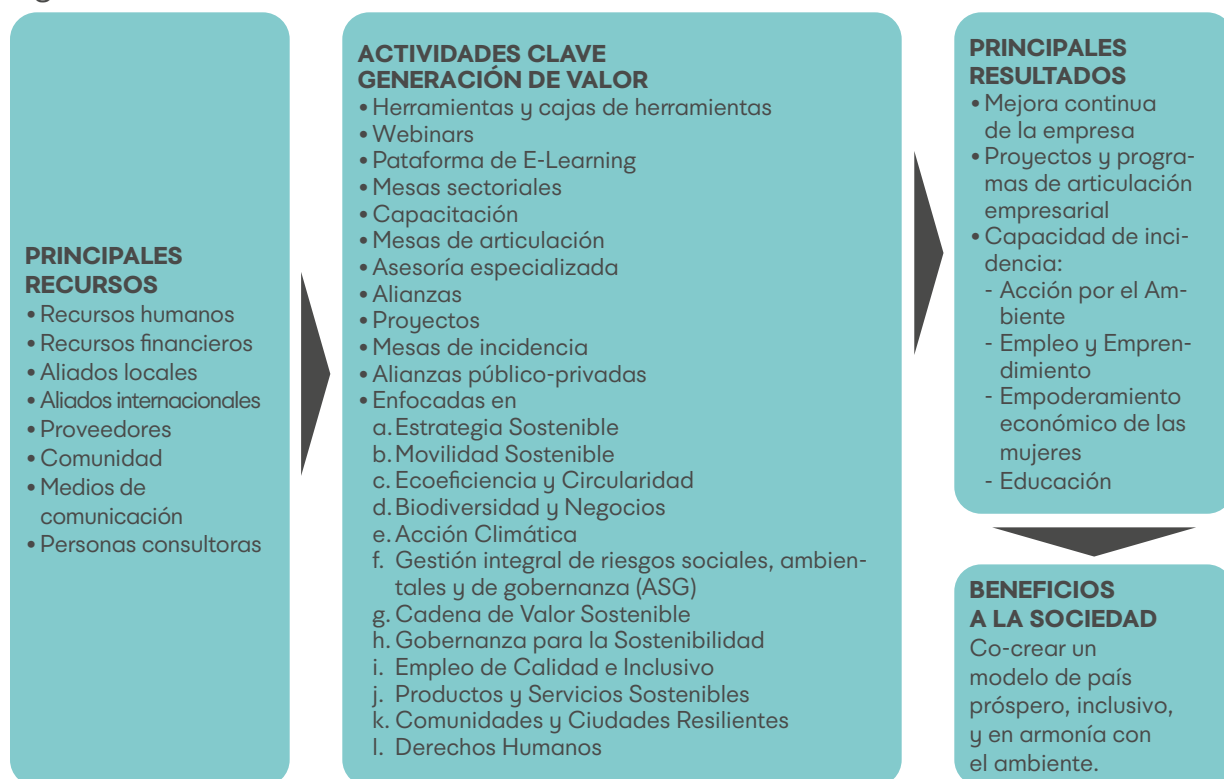 PRINCIPALES
RECURSOS
• Recursos humanos
• Recursos financieros
• Aliados locales
• Aliados internacionales
• Proveedores
• Comunidad
• Medios de
comunicación
• Personas consultoras
ACTIVIDADES CLAVE
GENERACIÓN DE VALOR
• Herramientas y cajas de herramientas
• Webinars
• Pataforma de E-Learning
• Mesas sectoriales
• Capacitación
• Mesas de articulación
• Asesoría especializada
• Alianzas
• Proyectos
• Mesas de incidencia
• Alianzas público-privadas
• Enfocadas en
a. Estrategia Sostenible
b. Movilidad Sostenible
c. Ecoeficiencia y Circularidad
d. Biodiversidad y Negocios
e. Acción Climática
f. Gestión integral de riesgos sociales, ambien-
tales y de gobernanza (ASG)
g. Cadena de Valor Sostenible
h. Gobernanza para la Sostenibilidad
i. Empleo de Calidad e Inclusivo
j. Productos y Servicios Sostenibles
k. Comunidades y Ciudades Resilientes
l. Derechos Humanos
PRINCIPALES
RESULTADOS
• Mejora continua
de la empresa
• Proyectos y progra-
mas de articulación
empresarial
• Capacidad de inci-
dencia:
- Acción por el Am-
biente
- Empleo y Empren-
dimiento
- Empoderamiento
económico de las
mujeres
- Educación
BENEFICIOS
A LA SOCIEDAD
Co-crear un
modelo de país
próspero, inclusivo,
y en armonía con
el ambiente.